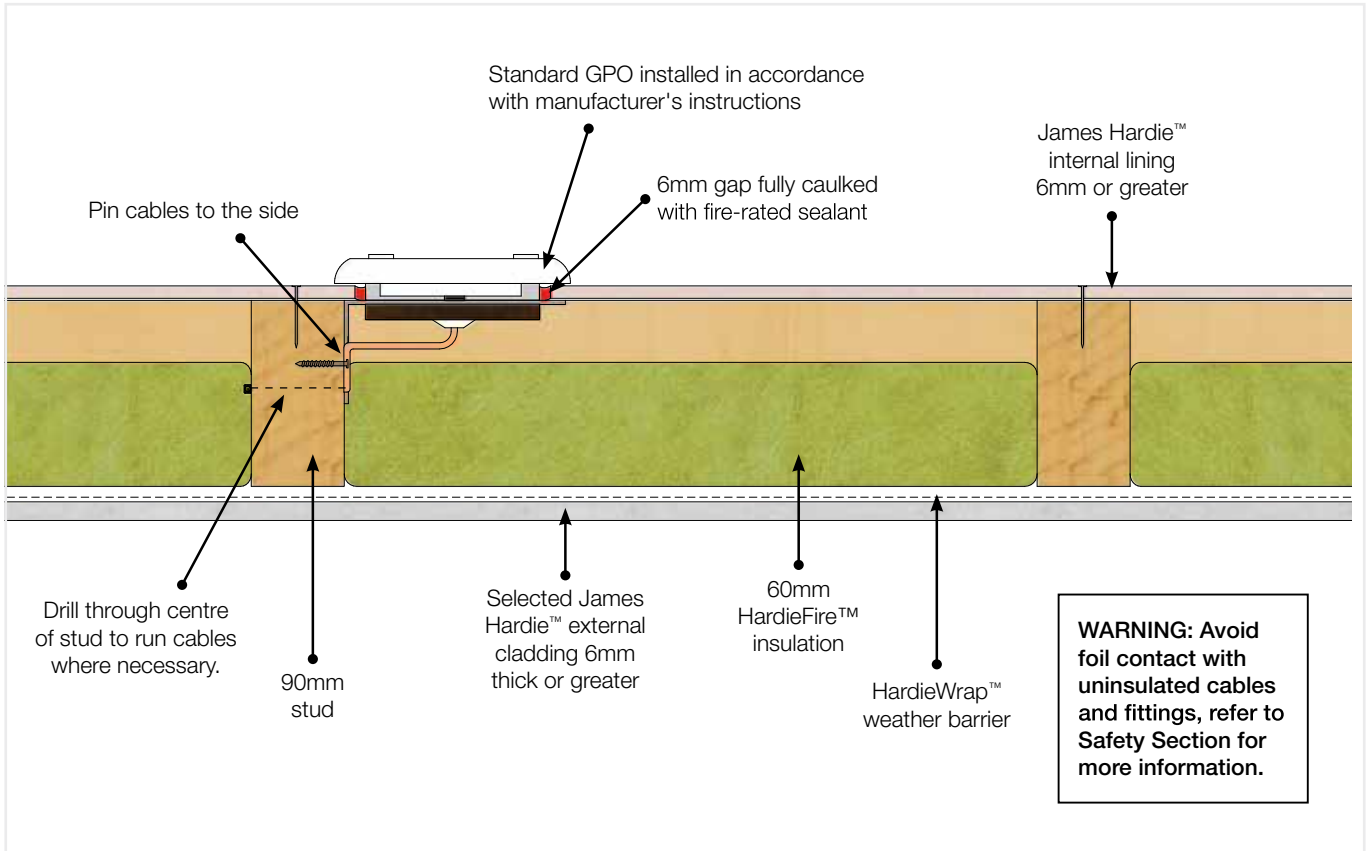 Standard GPO installed in accordance
with manufacturer's instructions
James Hardie™
internal lining
6mm or greater
6mm gap fully caulked
with fire-rated sealant
Pin cables to the side
Drill through centre
of stud to run cables
where necessary.
90mm
stud
Selected James
Hardie™ external
cladding 6mm
thick or greater
60mm
HardieFire™
insulation
HardieWrap™
weather barrier
WARNING: Avoid
foil contact with
uninsulated cables
and fittings, refer to
Safety Section for
more information.